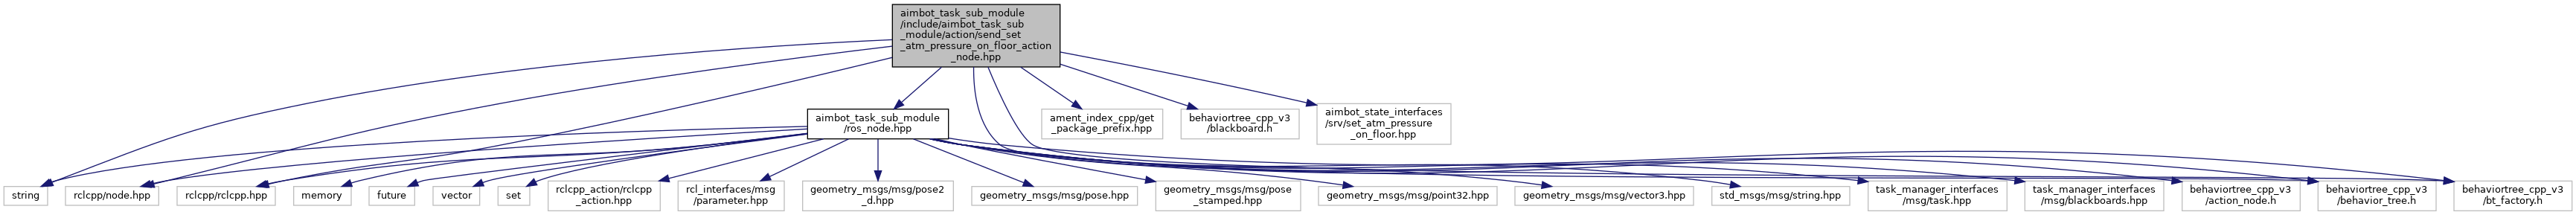 aimbot_task_sub_module
/include/aimbot_task_sub
_module/action/send_set
_atm_pressure_on_floor_action
_node.hpp
aimbot_task_sub_module
/ros_node.hpp
ament_index_cpp/get
_package_prefix.hpp
behaviortree_cpp_v3
/blackboard.h
aimbot_state_interfaces
/srv/set_atm_pressure
_on_floor.hpp
string
rclcpp/node.hpp
rclcpp/rclcpp.hpp
memory
future
vector
set
rclcpp_action/rclcpp
_action.hpp
rcl_interfaces/msg
/parameter.hpp
geometry_msgs/msg/pose2
_d.hpp
geometry_msgs/msg/pose.hpp
geometry_msgs/msg/pose
_stamped.hpp
geometry_msgs/msg/point32.hpp
geometry_msgs/msg/vector3.hpp
std_msgs/msg/string.hpp
task_manager_interfaces
/msg/task.hpp
task_manager_interfaces
/msg/blackboards.hpp
behaviortree_cpp_v3
/action_node.h
behaviortree_cpp_v3
/behavior_tree.h
behaviortree_cpp_v3
/bt_factory.h